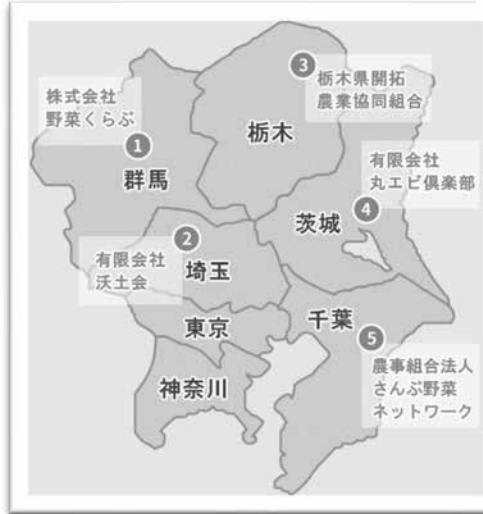 株式会社
野菜くらぶ
1
群馬
3
栃木県開拓
農業協同組合
栃木
有限会社
丸エビ倶楽部
4
茨城
2
有限会社
沃土会
埼玉
東京
千葉
5
農事組合法人
さんぶ野菜
ネットワーク
神奈川